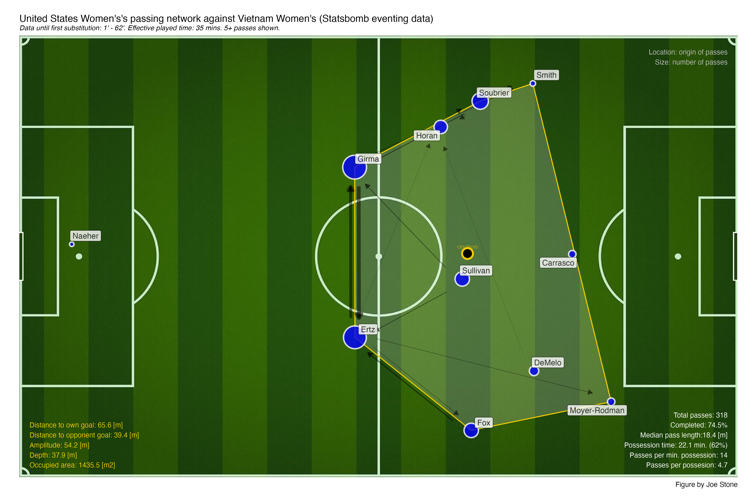 United States Women's's passing network against Vietnam Women's (Statsbomb eventing data)
Data until first substitution: 1' - 62'. Effective played time: 35 mins. 5+ passes shown.
Location: origin of passes
Size: number of passes
Smith
Soubrier
Horan
Girma
Naeher
Sullivan
Carrasco
Ertz
DeMelo
Moyer-Rodman
Fox
Distance to own goal: 65.6 [m]
Distance to opponent goal: 39.4 [m]
Amplitude: 54.2 [m]
Depth: 37.9 [m]
Occupied area: 1435.5 [m2]
Total passes: 318
Completed: 74.5%
Median pass length:18.4 [m]
Possession time: 22.1 min. (62%)
Passes per min. possession: 14
Passes per possesion: 4.7
Figure by Joe Stone